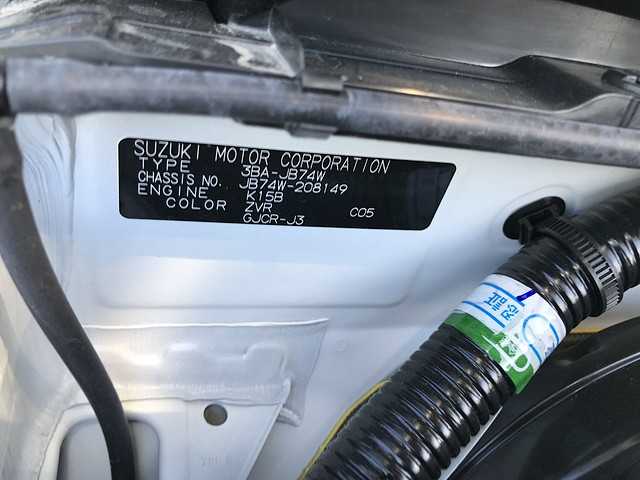 SUZUKI MOTOR CORPORATION
TYPE 3BA-JB74W
CHASSIS NO. JB74W-208149
ENGINE K15B
COLOR ZVR C05
GJCR-J3